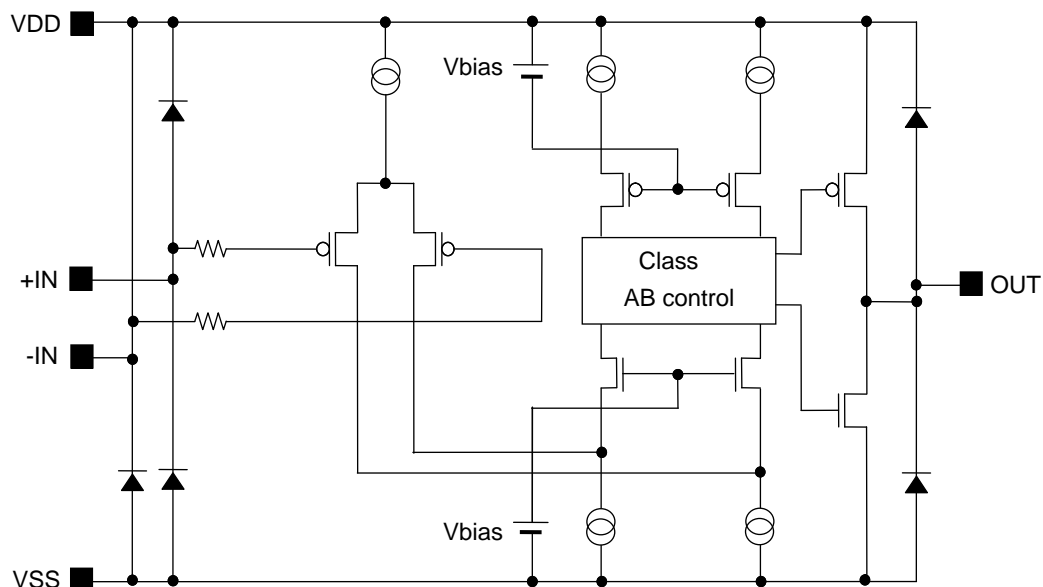 VDD
Vbias
Class
AB control
+IN
OUT
-IN
Vbias
VSS